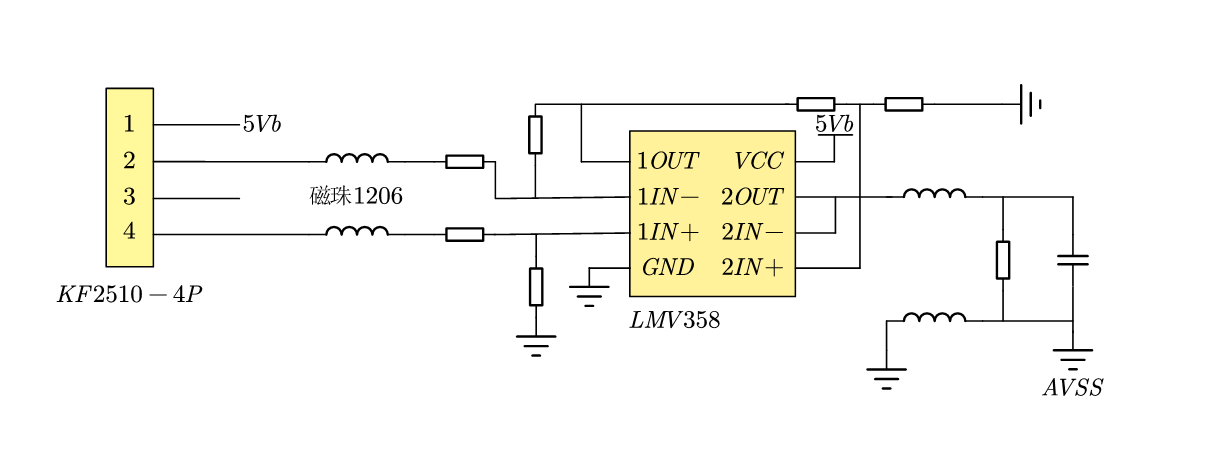 1
5Vb
2
磁珠1206
3
4
KF2510-4P
5Vb
1OUT VCC
1IN- 2OUT
1IN+ 2IN-
GND 2IN+
LMV358
AVSS